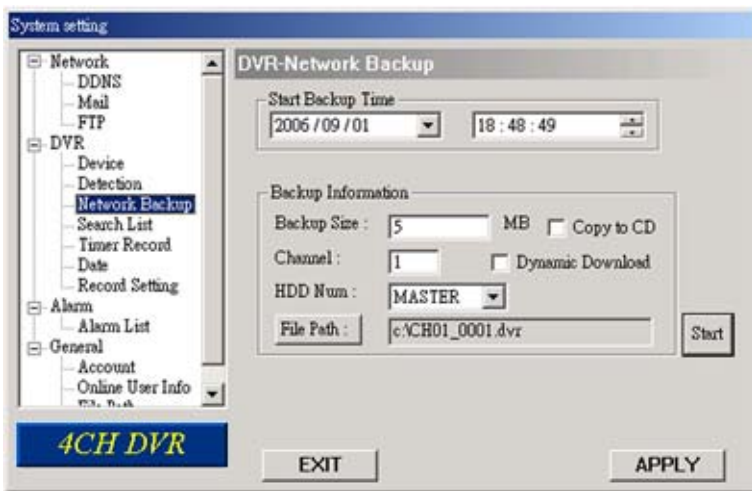 System setting
Network
DDNS
Mail
FTP
DVR
Device
Detection
Network Backup
Search List
Timer Record
Date
Record Setting
Alarm
Alarm List
General
Account
Online User Info
File Path
4CH DVR
DVR-Network Backup
Start Backup Time
2006/09/01 18:48:49
Backup Information
Backup Size : 5 MB Copy to CD
Channel : 1 Dynamic Download
HDD Num : MASTER
File Path : c:\CH01_0001.dvr
Start
EXIT APPLY